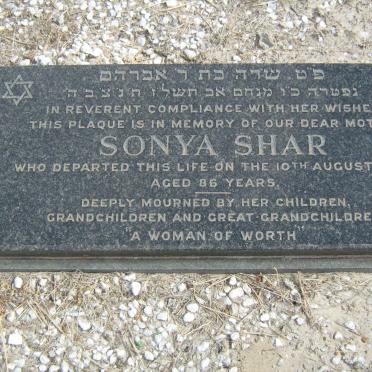 פ״ט. שרה בת ר אברהם
נפטרה כ״ו מנחם אב תשל״ז ת׳ נ׳ צ׳ ב׳ ה׳
IN REVERENT COMPLIANCE WITH HER WISHE
THIS PLAQUE IS IN MEMORY OF OUR DEAR MOT
SONYA SHAR
WHO DEPARTED THIS LIFE ON THE 10TH AUGUST
AGED 86 YEARS.
DEEPLY MOURNED BY HER CHILDREN,
GRANDCHILDREN AND GREAT-GRANDCHILDRE
"A WOMAN OF WORTH"